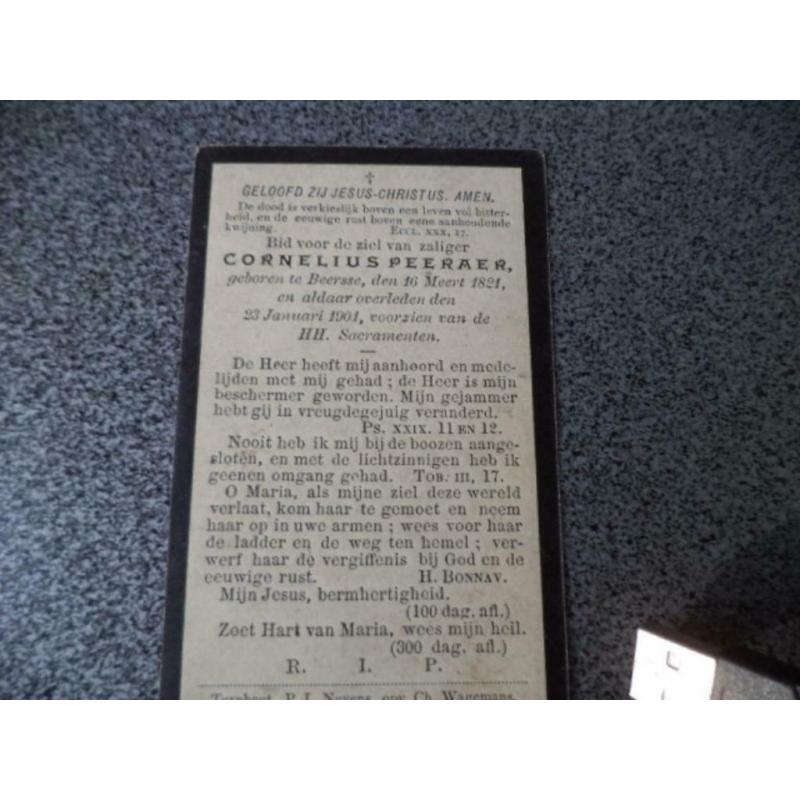 GELOOFD ZIJ JESUS-CHRISTUS. AMEN.
De dood is verkieslijk boven een leven vol bitter-
heid, en de eeuwige rust boven eene aanhoudende
kwijning. ECCL. XXX, 17.
Bid voor de ziel van zaliger
CORNELIUS PEERAER,
geboren te Beersse, den 16 Meert 1821,
en aldaar overleden den
23 Januari 1901, voorzien van de
HH. Sacramenten.
De Heer heeft mij aanhoord en mede-
lijden met mij gehad ; de Heer is mijn
beschermer geworden. Mijn gejammer
hebt gij in vreugdegejuig veranderd.
Ps. XXIX. 11 EN 12.
Nooit heb ik mij bij de boozen aange-
sloten, en met de lichtzinnigen heb ik
geenen omgang gehad. TOB. III, 17.
O Maria, als mijne ziel deze wereld
verlaat, kom haar te gemoet en neem
haar op in uwe armen ; wees voor haar
de ladder en de weg ten hemel ; ver-
werf haar de vergiffenis bij God en de
eeuwige rust. H. BONNAV.
Mijn Jesus, bermhertigheid.
(100 dag. afl.)
Zoet Hart van Maria, wees mijn heil.
(300 dag. afl.)
R. I. P.
Turnhout, P. J. Nevens, opv. Ch. Wagemans.